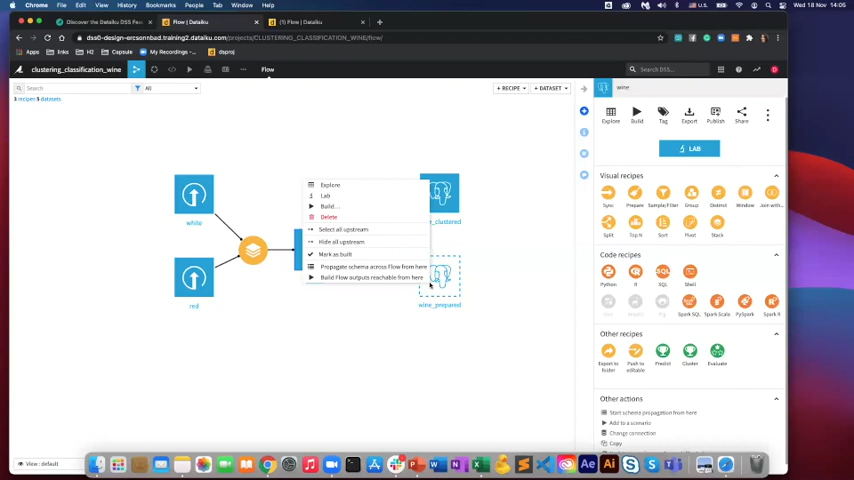 Chrome File Edit View History Bookmarks People Tab Window Help
U.S.
Wed 18 Nov 14:05
Discover the Dataiku DSS Fea
Flow | Dataiku
(1) Flow | Dataiku
dss0-design-ercsonnbad.training2.dataiku.com/projects/CLUSTERING_CLASSIFICATION_WINE/flow/
Apps
links
H2
Capsule
My Recordings -...
dsproj
clustering_classification_wine
Flow
Search DSS...
Search
All
+ RECIPE
+ DATASET
3 recipes 5 datasets
wine
Explore
Build
Tag
Export
Publish
Share
LAB
Visual recipes
Sync
Prepare
Sample/Filter
Group
Distinct
Window
Join with...
Split
Top N
Sort
Pivot
Stack
Code recipes
Python
R
SQL
Shell
Spark SQL
Spark Scala
PySpark
Spark R
Other recipes
Export to folder
Push to editable
Predict
Cluster
Evaluate
Other actions
Start schema propagation from here
Add to a scenario
Change connection
Copy
white
red
Explore
Lab
Build...
Delete
Select all upstream
Hide all upstream
Mark as built
Propagate schema across Flow from here
Build Flow outputs reachable from here
_clustered
wine_prepared
View : default